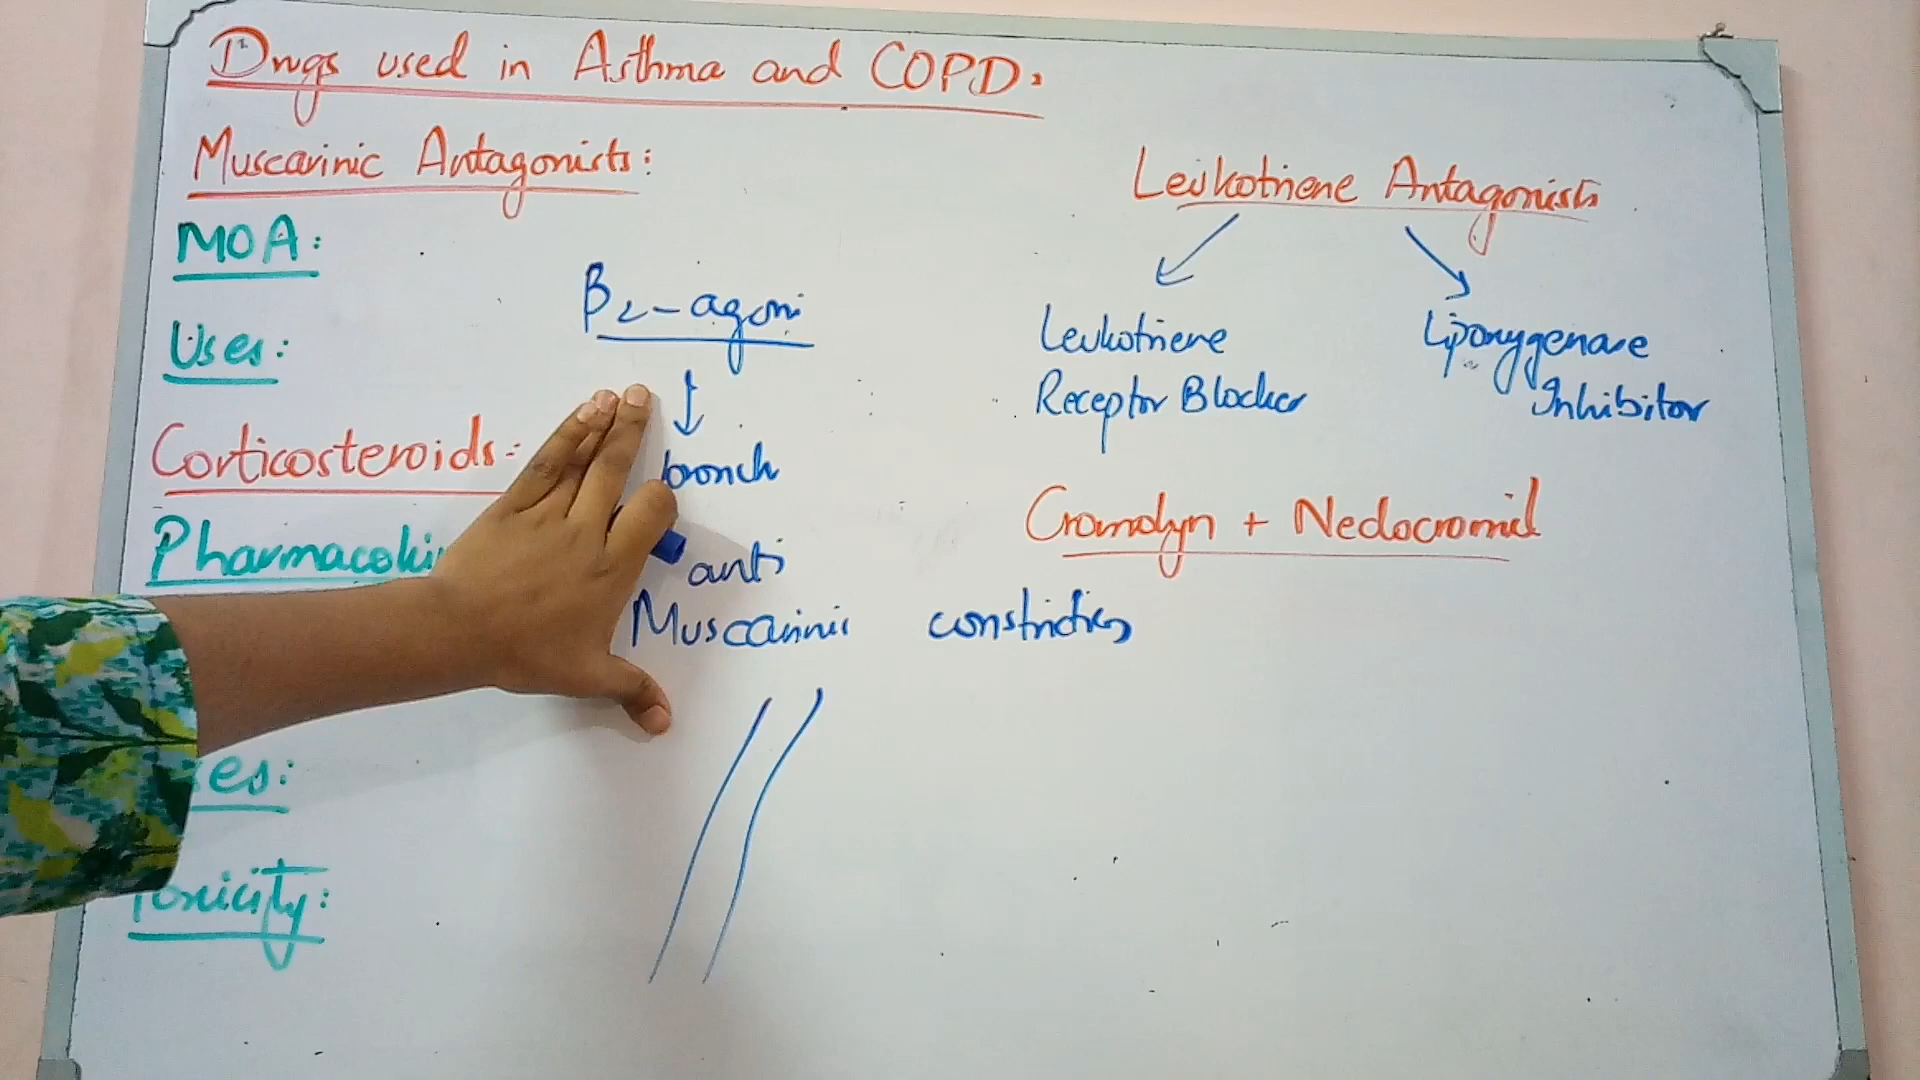 Drugs used in Asthma and COPD:
Muscarinic Antagonists:
MOA:
Uses:
Corticosteroids:
Pharmacoki
es:
Toxicity:
β2-agoni
bronch
anti
Muscarinic constriction
Leukotriene Antagonists
Leukotriene
Receptor Blocker
Lipoxygenase
Inhibitor
Cromolyn + Nedocromil